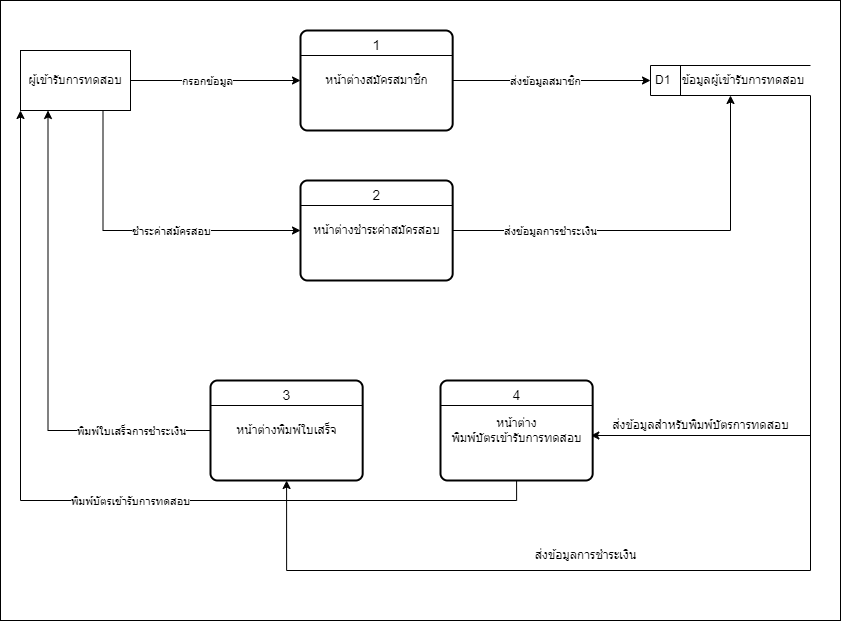 1
ผู้เข้ารับการทดสอบ
กรอกข้อมูล
หน้าต่างสมัครสมาชิก
ส่งข้อมูลสมาชิก
D1
ข้อมูลผู้เข้ารับการทดสอบ
2
ชำระค่าสมัครสอบ
หน้าต่างชำระค่าสมัครสอบ
ส่งข้อมูลการชำระเงิน
3
4
พิมพ์ใบเสร็จการชำระเงิน
หน้าต่างพิมพ์ใบเสร็จ
หน้าต่าง
พิมพ์บัตรเข้ารับการทดสอบ
ส่งข้อมูลสำหรับพิมพ์บัตรการทดสอบ
พิมพ์บัตรเข้ารับการทดสอบ
ส่งข้อมูลการชำระเงิน